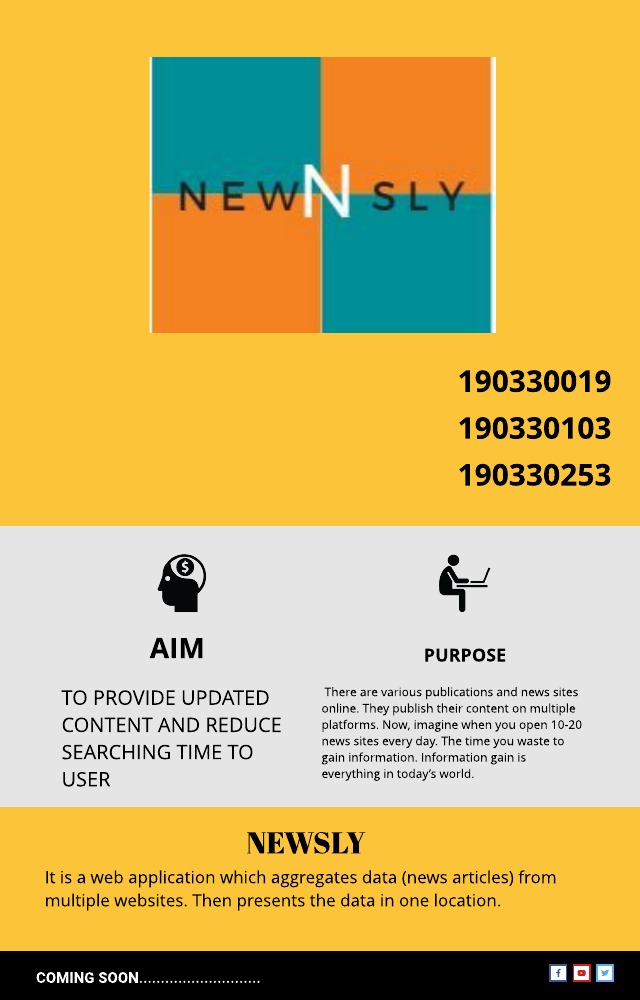 NEWNSLY
190330019
190330103
190330253
$
AIM
TO PROVIDE UPDATED
CONTENT AND REDUCE
SEARCHING TIME TO
USER
PURPOSE
There are various publications and news sites
online. They publish their content on multiple
platforms. Now, imagine when you open 10-20
news sites every day. The time you waste to
gain information. Information gain is
everything in today’s world.
NEWSLY
It is a web application which aggregates data (news articles) from
multiple websites. Then presents the data in one location.
COMING SOON............................
f